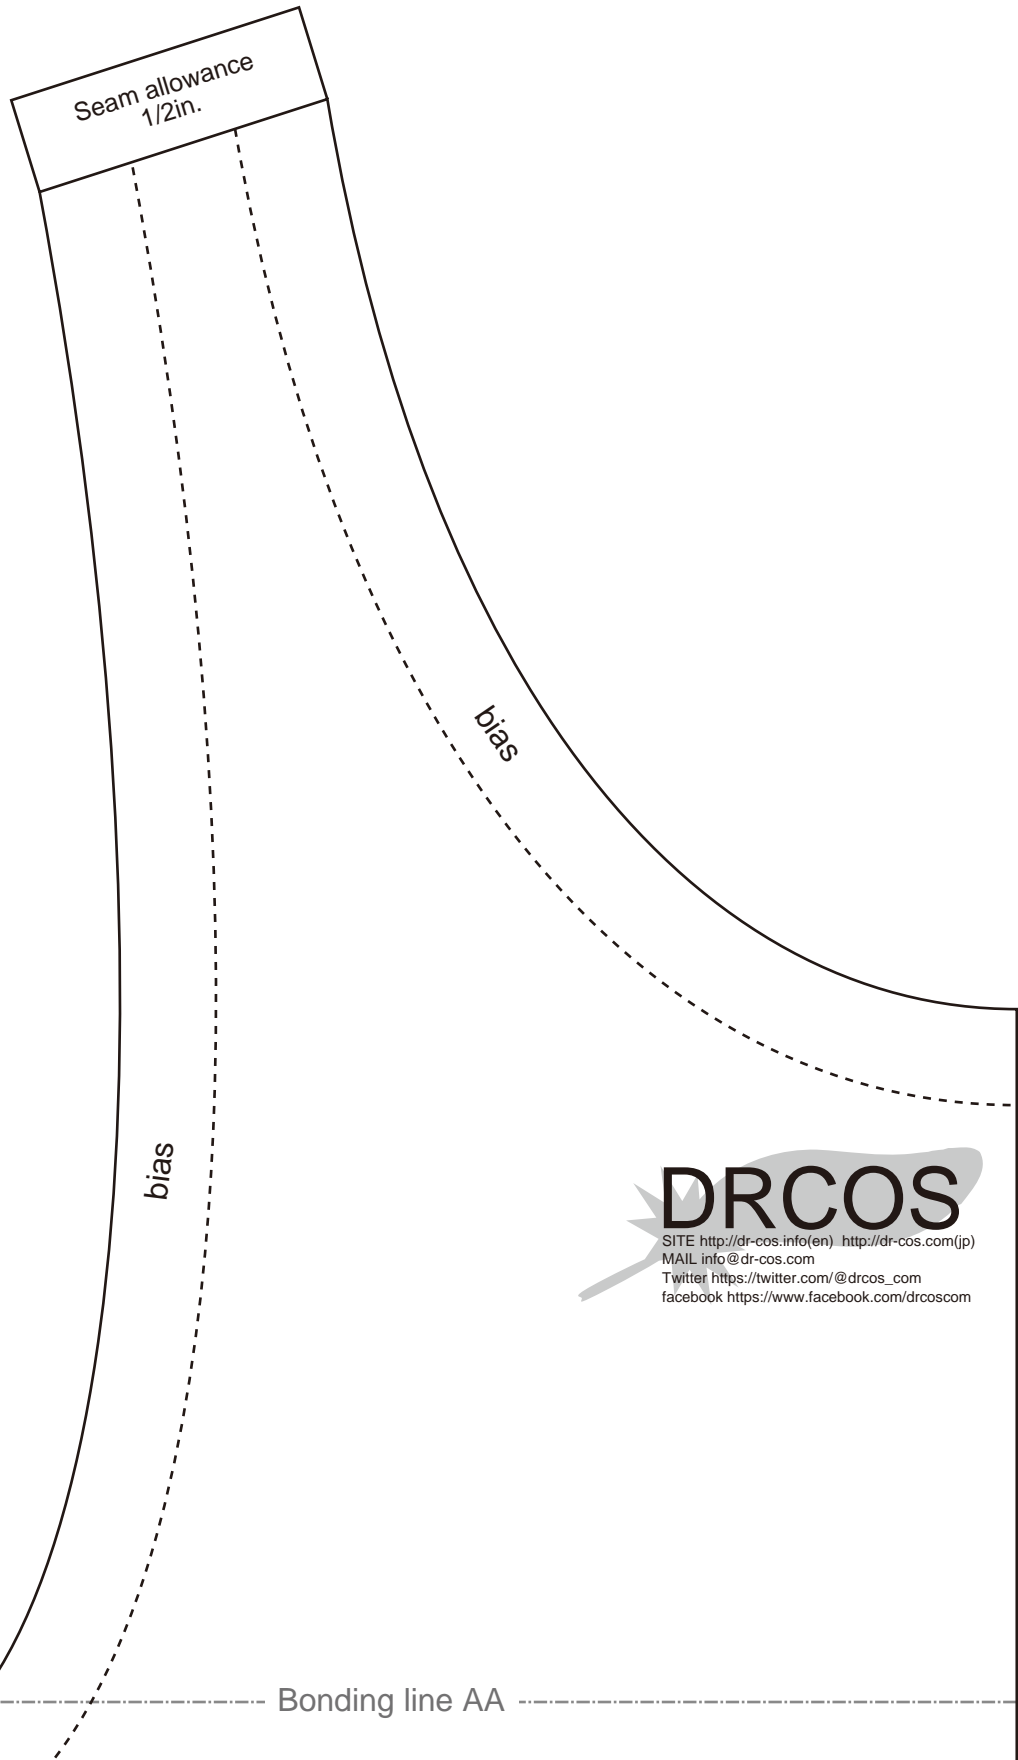 Seam allowance
1/2in.
bias
bias
DRCOS
SITE http://dr-cos.info(en)  http://dr-cos.com(jp)
MAIL info@dr-cos.com
Twitter https://twitter.com/@drcos_com
facebook https://www.facebook.com/drcoscom
Bonding line AA